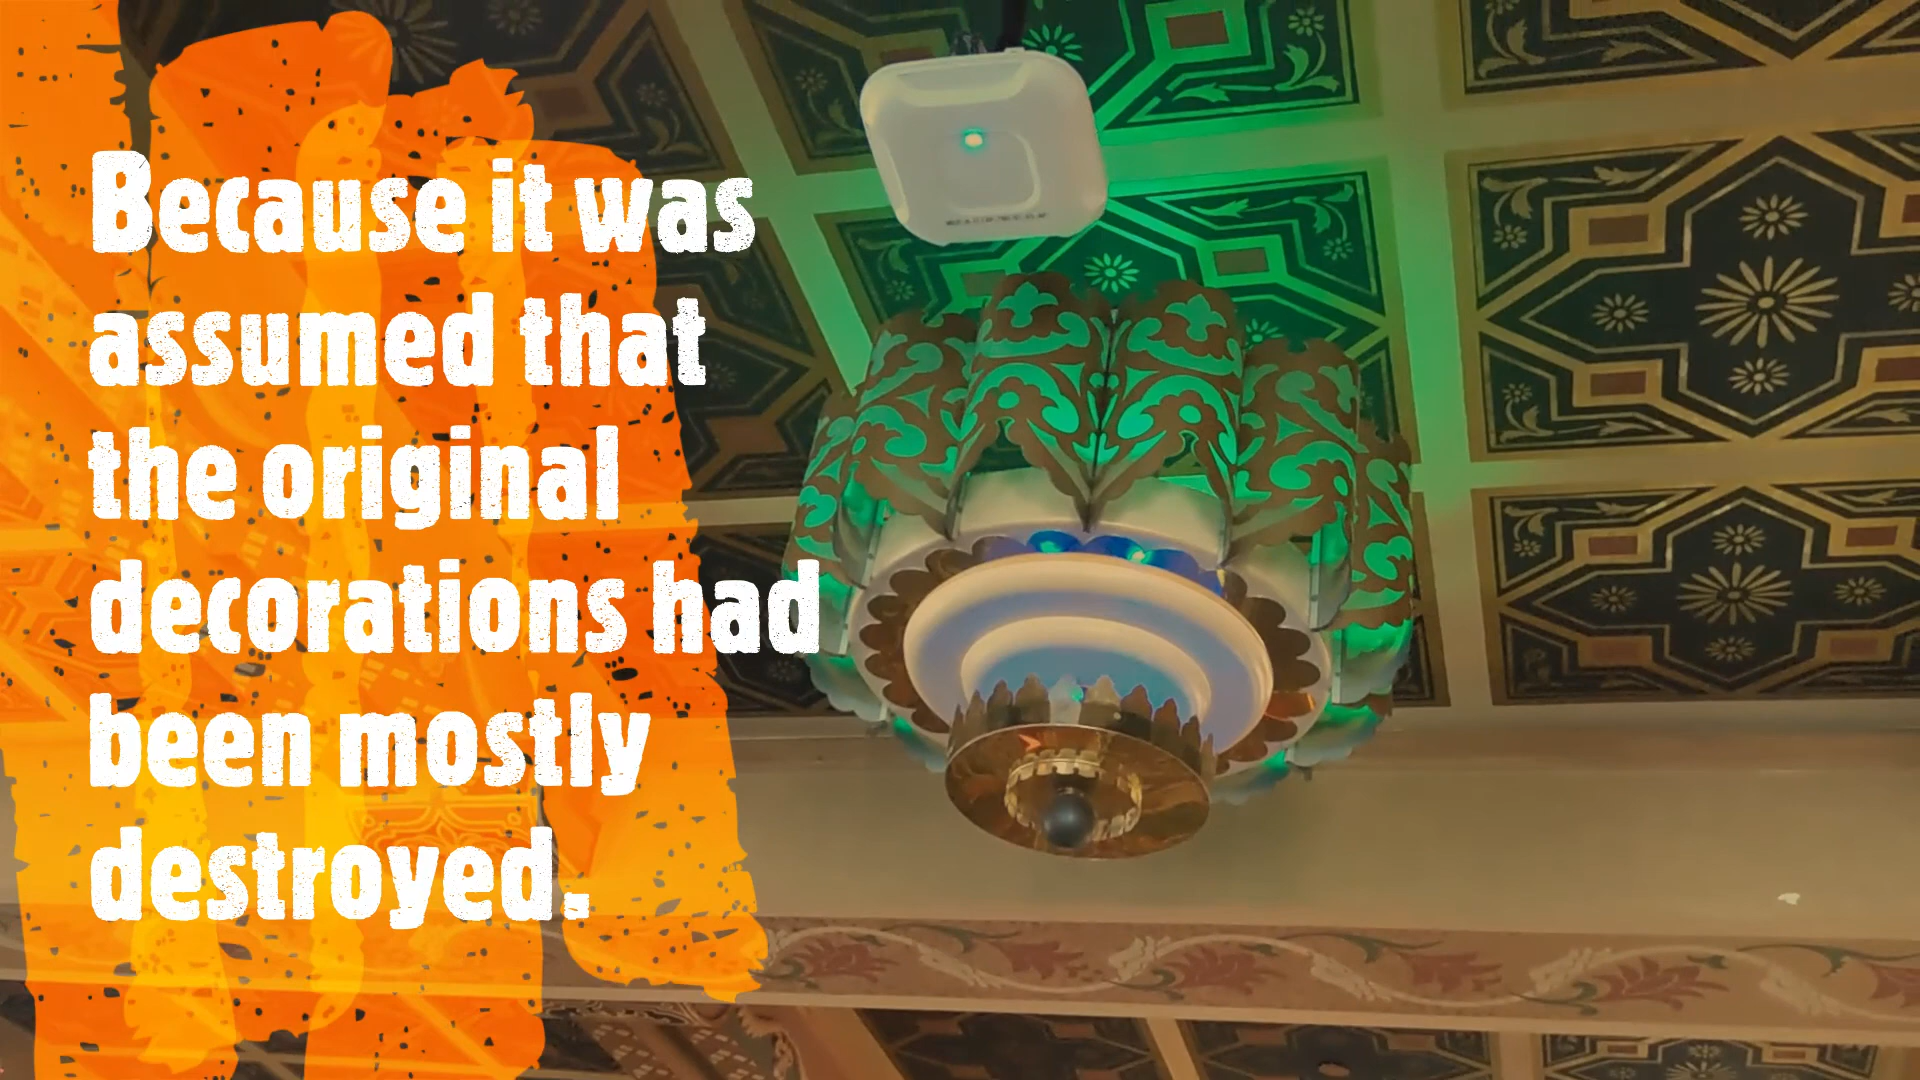 Because it was
assumed that
the original
decorations had
been mostly
destroyed.